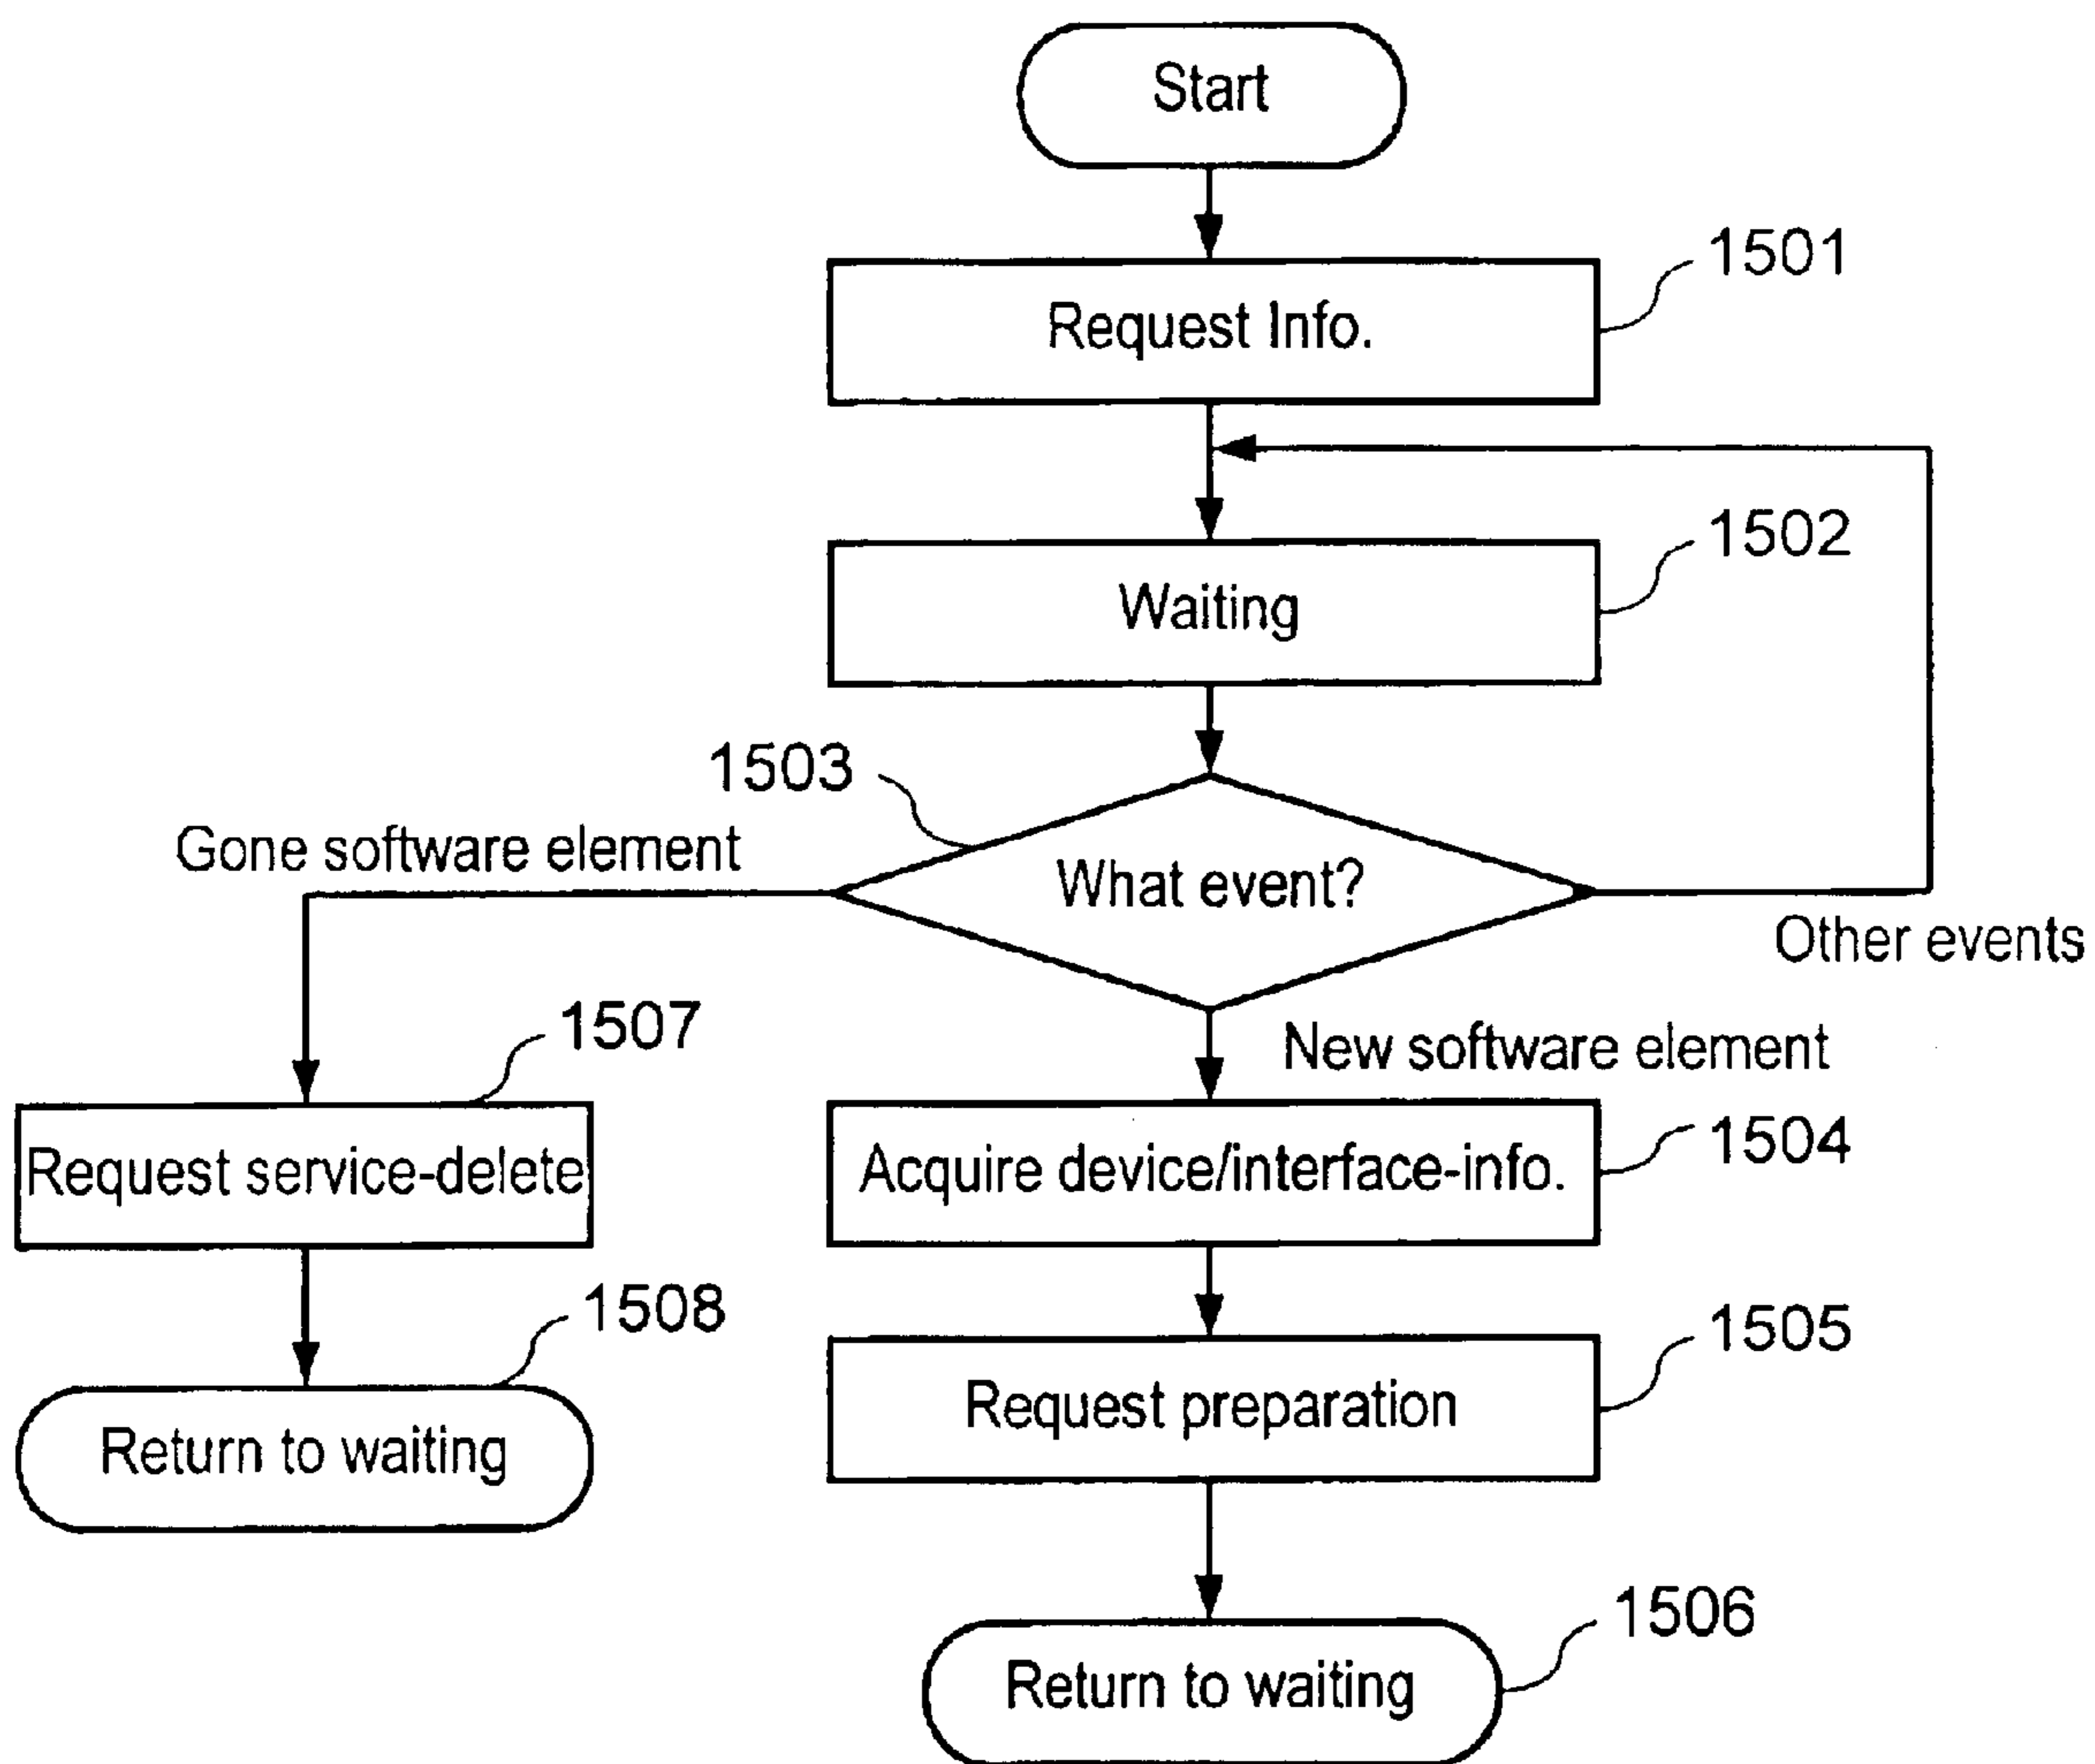 Start
1501
Request Info.
1502
Waiting
1503
Gone software element
What event?
Other events
1507
New software element
1504
Request service-delete
Acquire device/interface-info.
1508
1505
Return to waiting
Request preparation
1506
Return to waiting